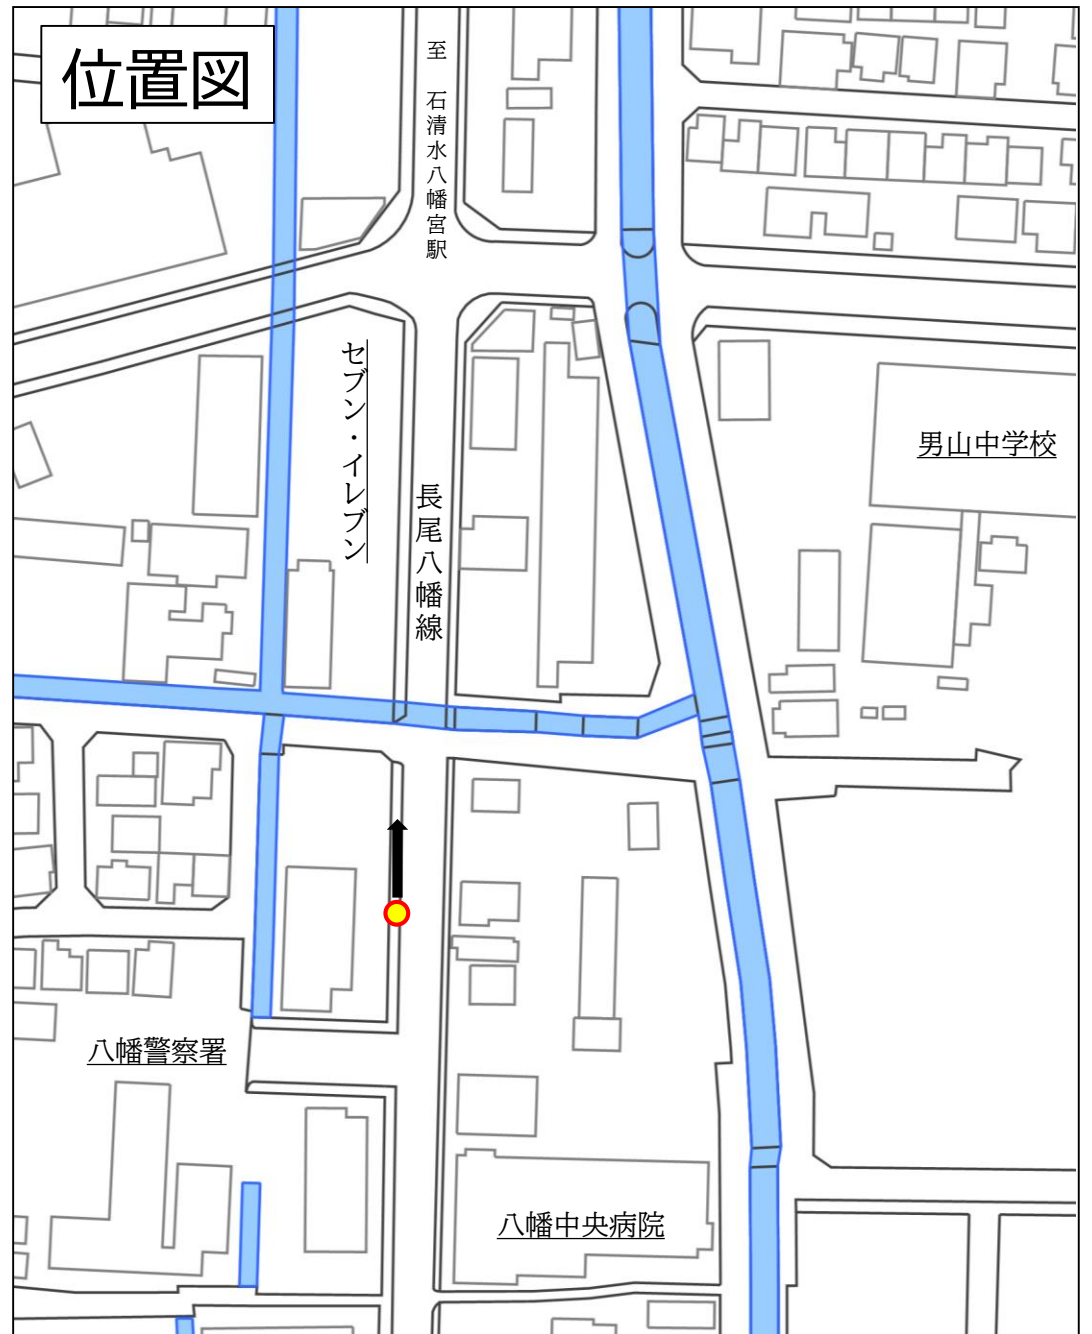 位置図
至 石清水八幡宮駅
セブン・イレブン
男山中学校
長尾八幡線
八幡警察署
八幡中央病院